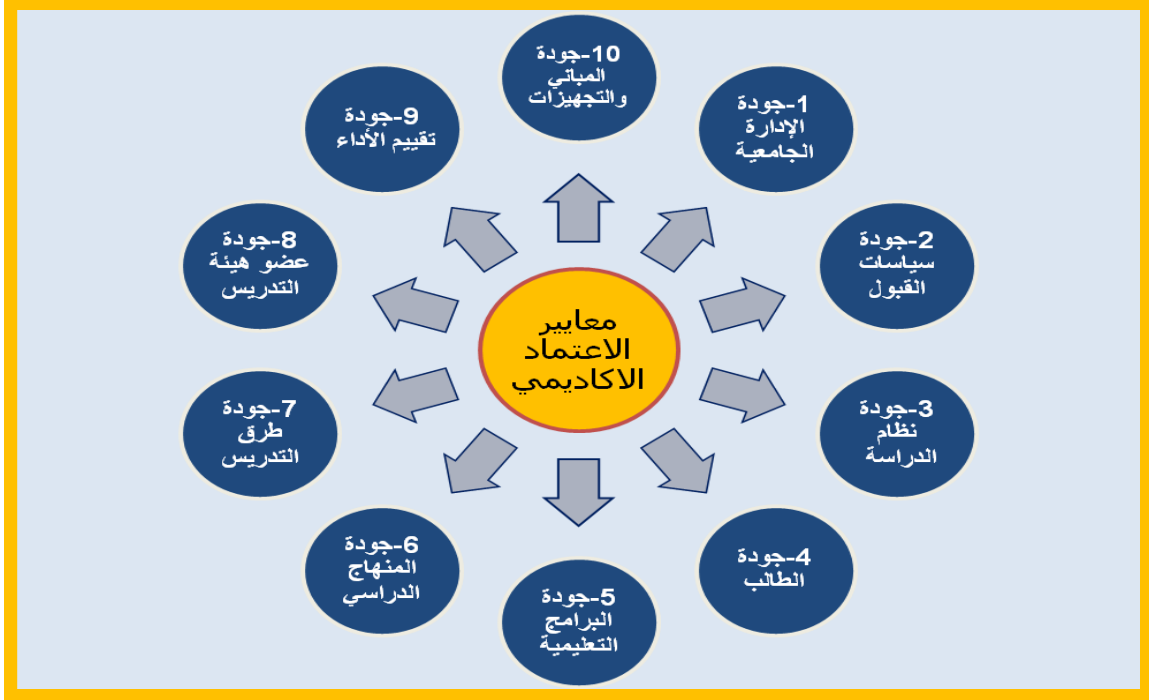 معايير
الاعتماد
الاكاديمي
1-جودة
الإدارة
الجامعية
2-جودة
سياسات
القبول
3-جودة
نظام
الدراسة
4-جودة
الطالب
5-جودة
البرامج
التعليمية
6-جودة
المنهاج
الدراسي
7-جودة
طرق
التدريس
8-جودة
عضو هيئة
التدريس
9-جودة
تقييم الأداء
10-جودة
المباني
والتجهيزات